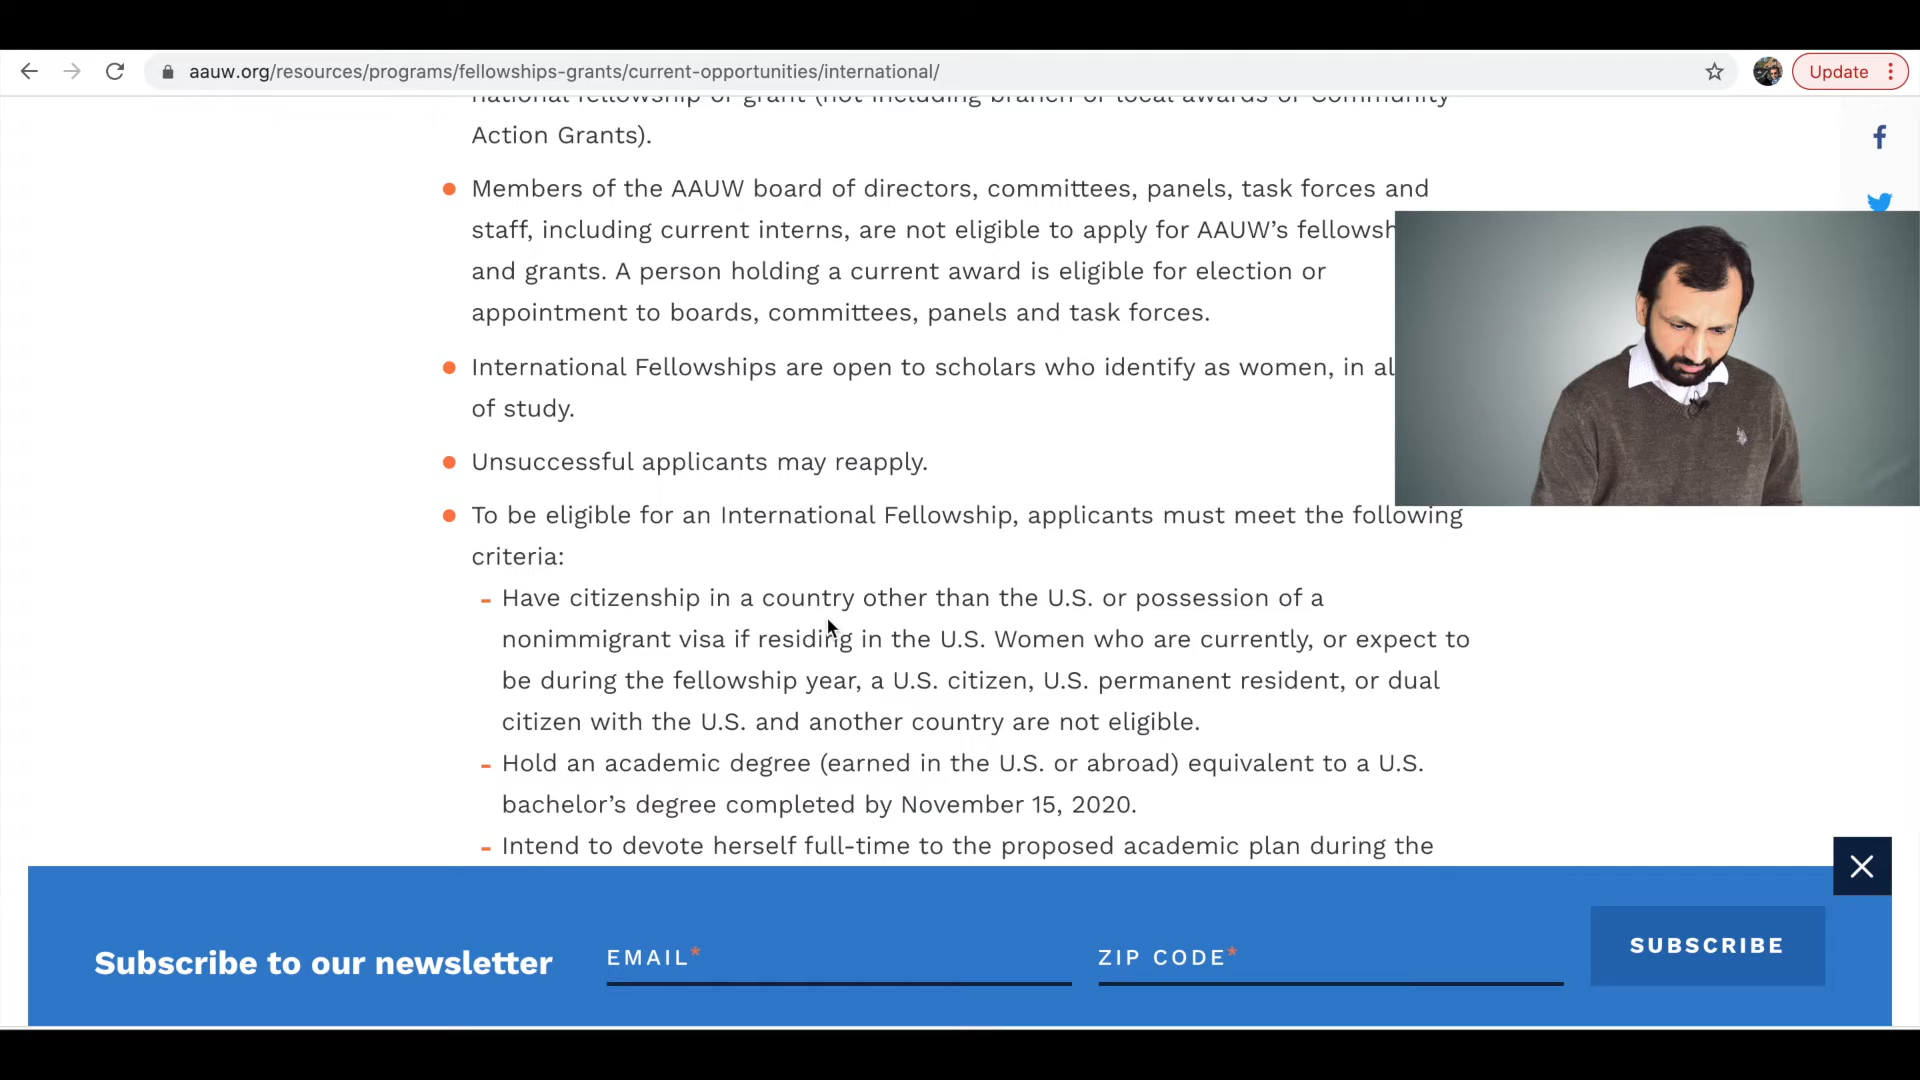 aauw.org/resources/programs/fellowships-grants/current-opportunities/international/
Update
national fellowship or grant (not including branch or local awards or Community
Action Grants).
Members of the AAUW board of directors, committees, panels, task forces and
staff, including current interns, are not eligible to apply for AAUW’s
and grants. A person holding a current award is eligible for election or
appointment to boards, committees, panels and task forces.
International Fellowships are open to scholars who identify as women, in
of study.
Unsuccessful applicants may reapply.
To be eligible for an International Fellowship, applicants must meet the following
criteria:
- Have citizenship in a country other than the U.S. or possession of a
nonimmigrant visa if residing in the U.S. Women who are currently, or expect to
be during the fellowship year, a U.S. citizen, U.S. permanent resident, or dual
citizen with the U.S. and another country are not eligible.
- Hold an academic degree (earned in the U.S. or abroad) equivalent to a U.S.
bachelor’s degree completed by November 15, 2020.
- Intend to devote herself full-time to the proposed academic plan during the
Subscribe to our newsletter
EMAIL*
ZIP CODE*
SUBSCRIBE